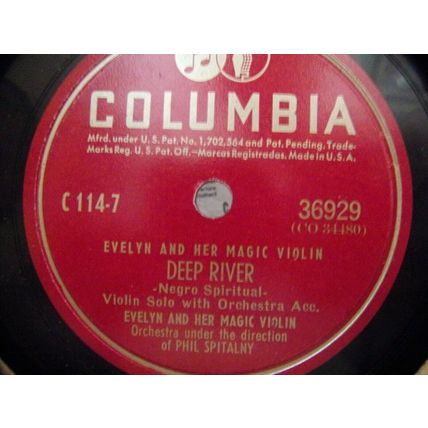 COLUMBIA
Mfrd. under U. S. Pat. No. 1,702,564 and Pat. Pending. Trade-
Marks Reg. U. S. Pat. Off.—Marcas Registradas. Made in U. S. A.
C 114-7
36929
(CO 34480)
EVELYN AND HER MAGIC VIOLIN
DEEP RIVER
-Negro Spiritual-
Violin Solo with Orchestra Acc.
EVELYN AND HER MAGIC VIOLIN
Orchestra under the direction
of PHIL SPITALNY